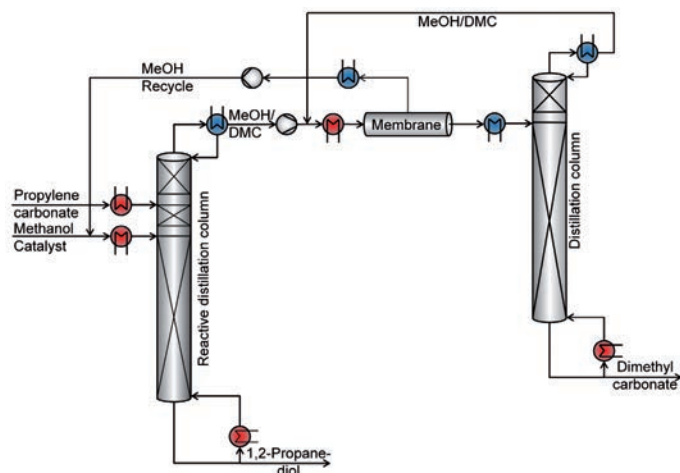 MeOH/DMC
MeOH
Recycle
MeOH/
DMC
Membrane
Propylene
carbonate
Methanol
Catalyst
Reactive distillation column
Distillation column
Dimethyl
carbonate
1,2-Propane-
diol